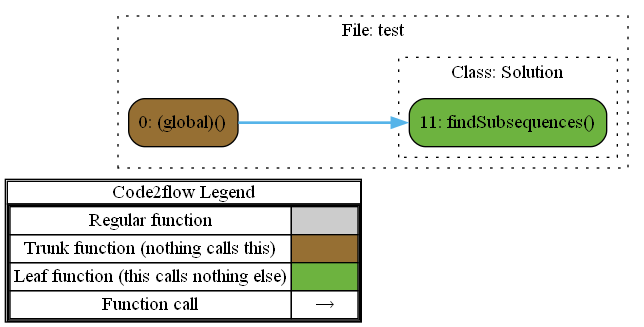 File: test
Class: Solution
0: (global)()
11: findSubsequences()
Code2flow Legend
Regular function
Trunk function (nothing calls this)
Leaf function (this calls nothing else)
Function call →